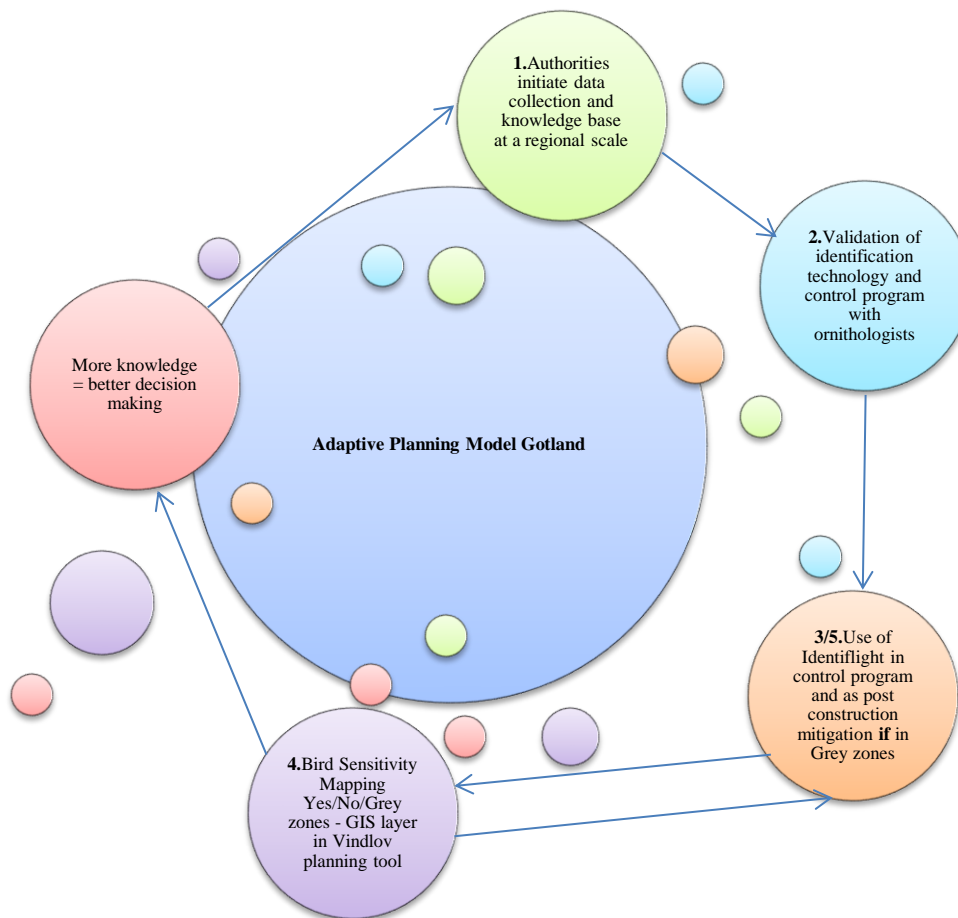 1.Authorities
initiate data
collection and
knowledge base
at a regional scale
2.Validation of
identification
technology and
control program
with
ornithologists
3/5.Use of
Identiflight in
control program
and as post
construction
mitigation if in
Grey zones
4.Bird Sensitivity
Mapping
Yes/No/Grey
zones - GIS layer
in Vindlov
planning tool
More knowledge
= better decision
making
Adaptive Planning Model Gotland